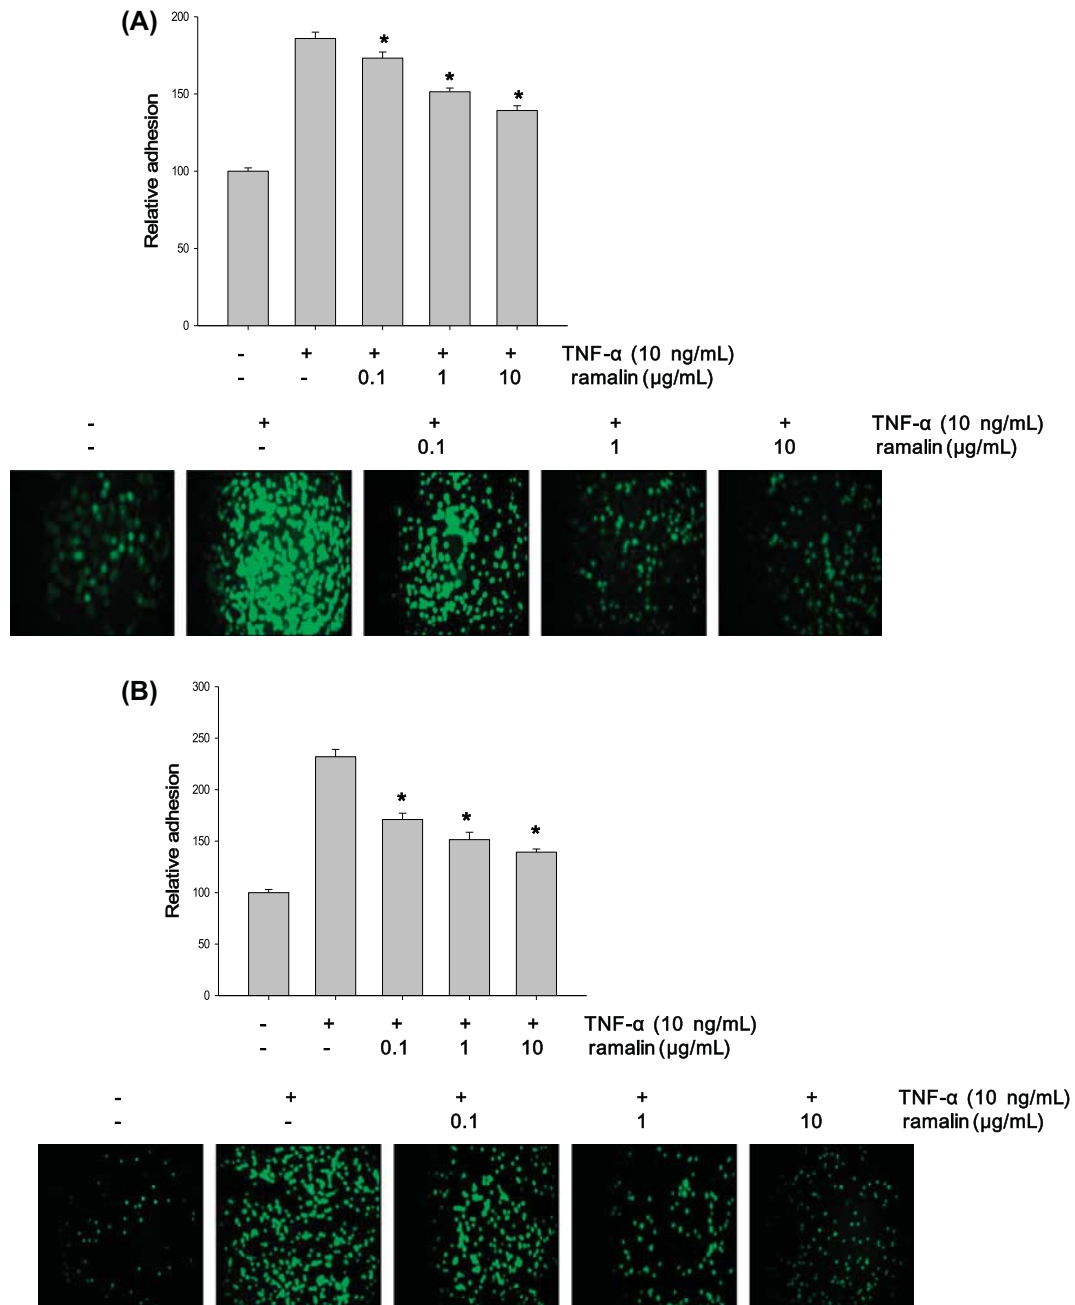 (A)
200
150
100
50
0
Relative adhesion
*
*
*
- + + + + TNF-α (10 ng/mL)
- - 0.1 1 10 ramalin (µg/mL)
- + + + + TNF-α (10 ng/mL)
- - 0.1 1 10 ramalin (µg/mL)
(B)
300
250
200
150
100
50
0
Relative adhesion
*
*
*
- + + + + TNF-α (10 ng/mL)
- - 0.1 1 10 ramalin (µg/mL)
- + + + + TNF-α (10 ng/mL)
- - 0.1 1 10 ramalin (µg/mL)